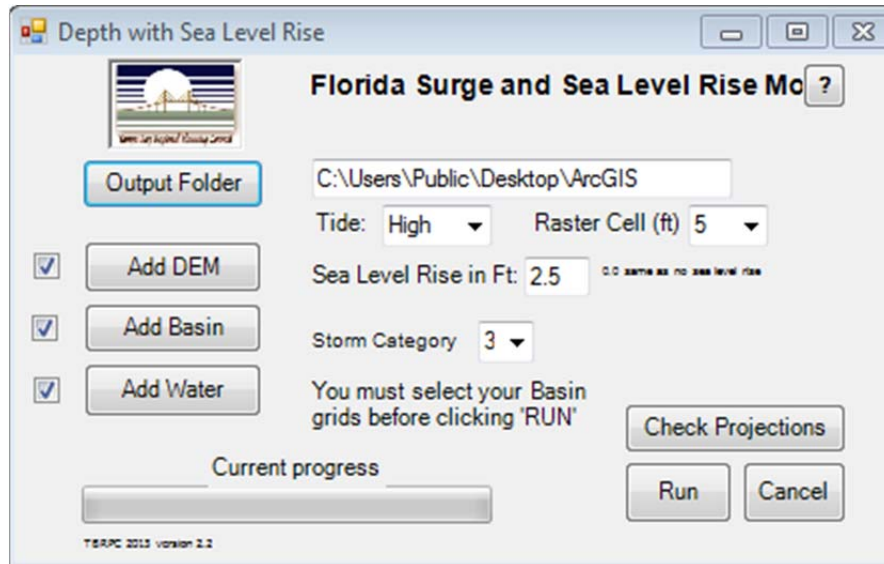 Depth with Sea Level Rise
Florida Surge and Sea Level Rise Mo
?
Output Folder
C:\Users\Public\Desktop\ArcGIS
Tide:
High
Raster Cell (ft)
5
Add DEM
Sea Level Rise in Ft:
2.5
0.0 same as no sea level rise
Add Basin
Storm Category
3
Add Water
You must select your Basin
grids before clicking 'RUN'
Check Projections
Current progress
Run
Cancel
TBRPC 2013 version 2.2